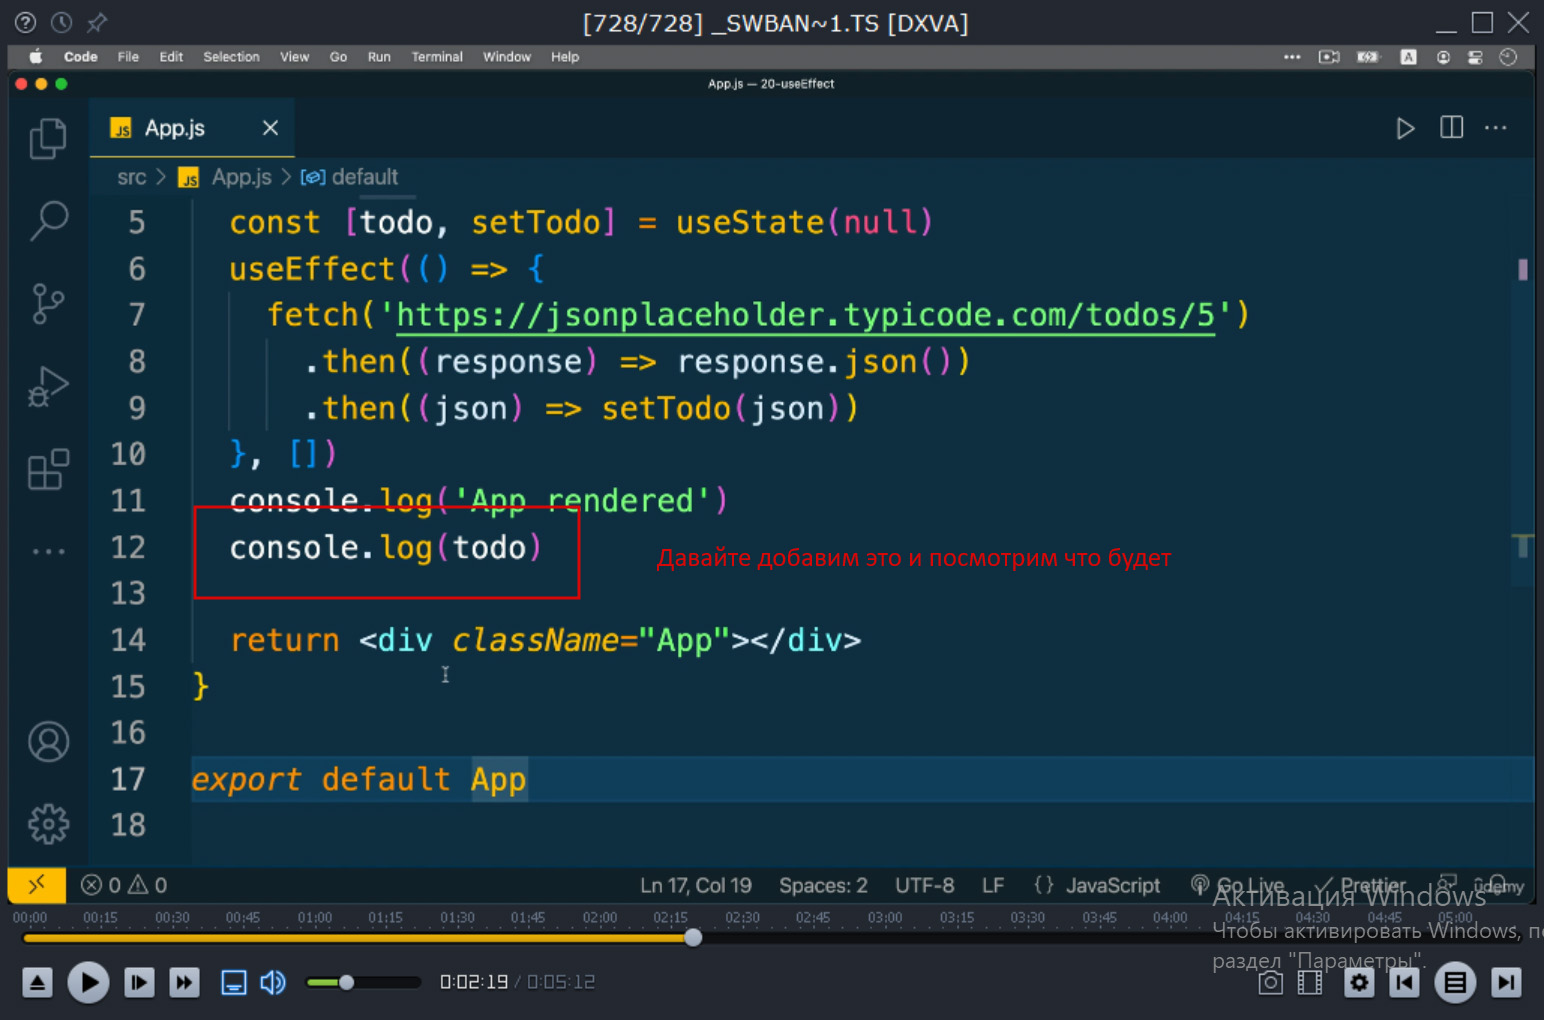 [728/728] _SWBAN~1.TS [DXVA]
Code File Edit Selection View Go Run Terminal Window Help
App.js — 20-useEffect
JS App.js
src > JS App.js > default
5 const [todo, setTodo] = useState(null)
6 useEffect(() => {
7 fetch('https://jsonplaceholder.typicode.com/todos/5')
8 .then((response) => response.json())
9 .then((json) => setTodo(json))
10 }, [])
11 console.log('App rendered')
12 console.log(todo)
Давайте добавим это и посмотрим что будет
13
14 return <div className="App"></div>
15 }
16
17 export default App
18
0 0 Ln 17, Col 19 Spaces: 2 UTF-8 LF {} JavaScript Go Live Prettier udemy
Активация Windows
00:00 00:15 00:30 00:45 01:00 01:15 01:30 01:45 02:00 02:15 02:30 02:45 03:00 03:15 03:30 03:45 04:00 04:15 04:30 04:45 05:00
Чтобы активировать Windows, пе
раздел "Параметры".
0:02:19 / 0:05:12